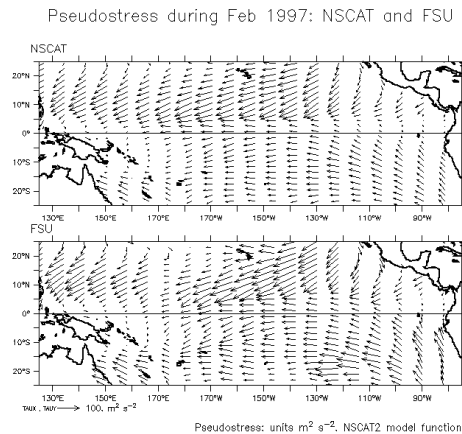 Pseudostress during Feb 1997: NSCAT and FSU
NSCAT
20°N
10°N
0°
10°S
20°S
130°E 150°E 170°E 170°W 150°W 130°W 110°W 90°W
FSU
20°N
10°N
0°
10°S
20°S
130°E 150°E 170°E 170°W 150°W 130°W 110°W 90°W
TAUX , TAUY 100. m² s⁻²
Pseudostress: units m² s⁻². NSCAT2 model function